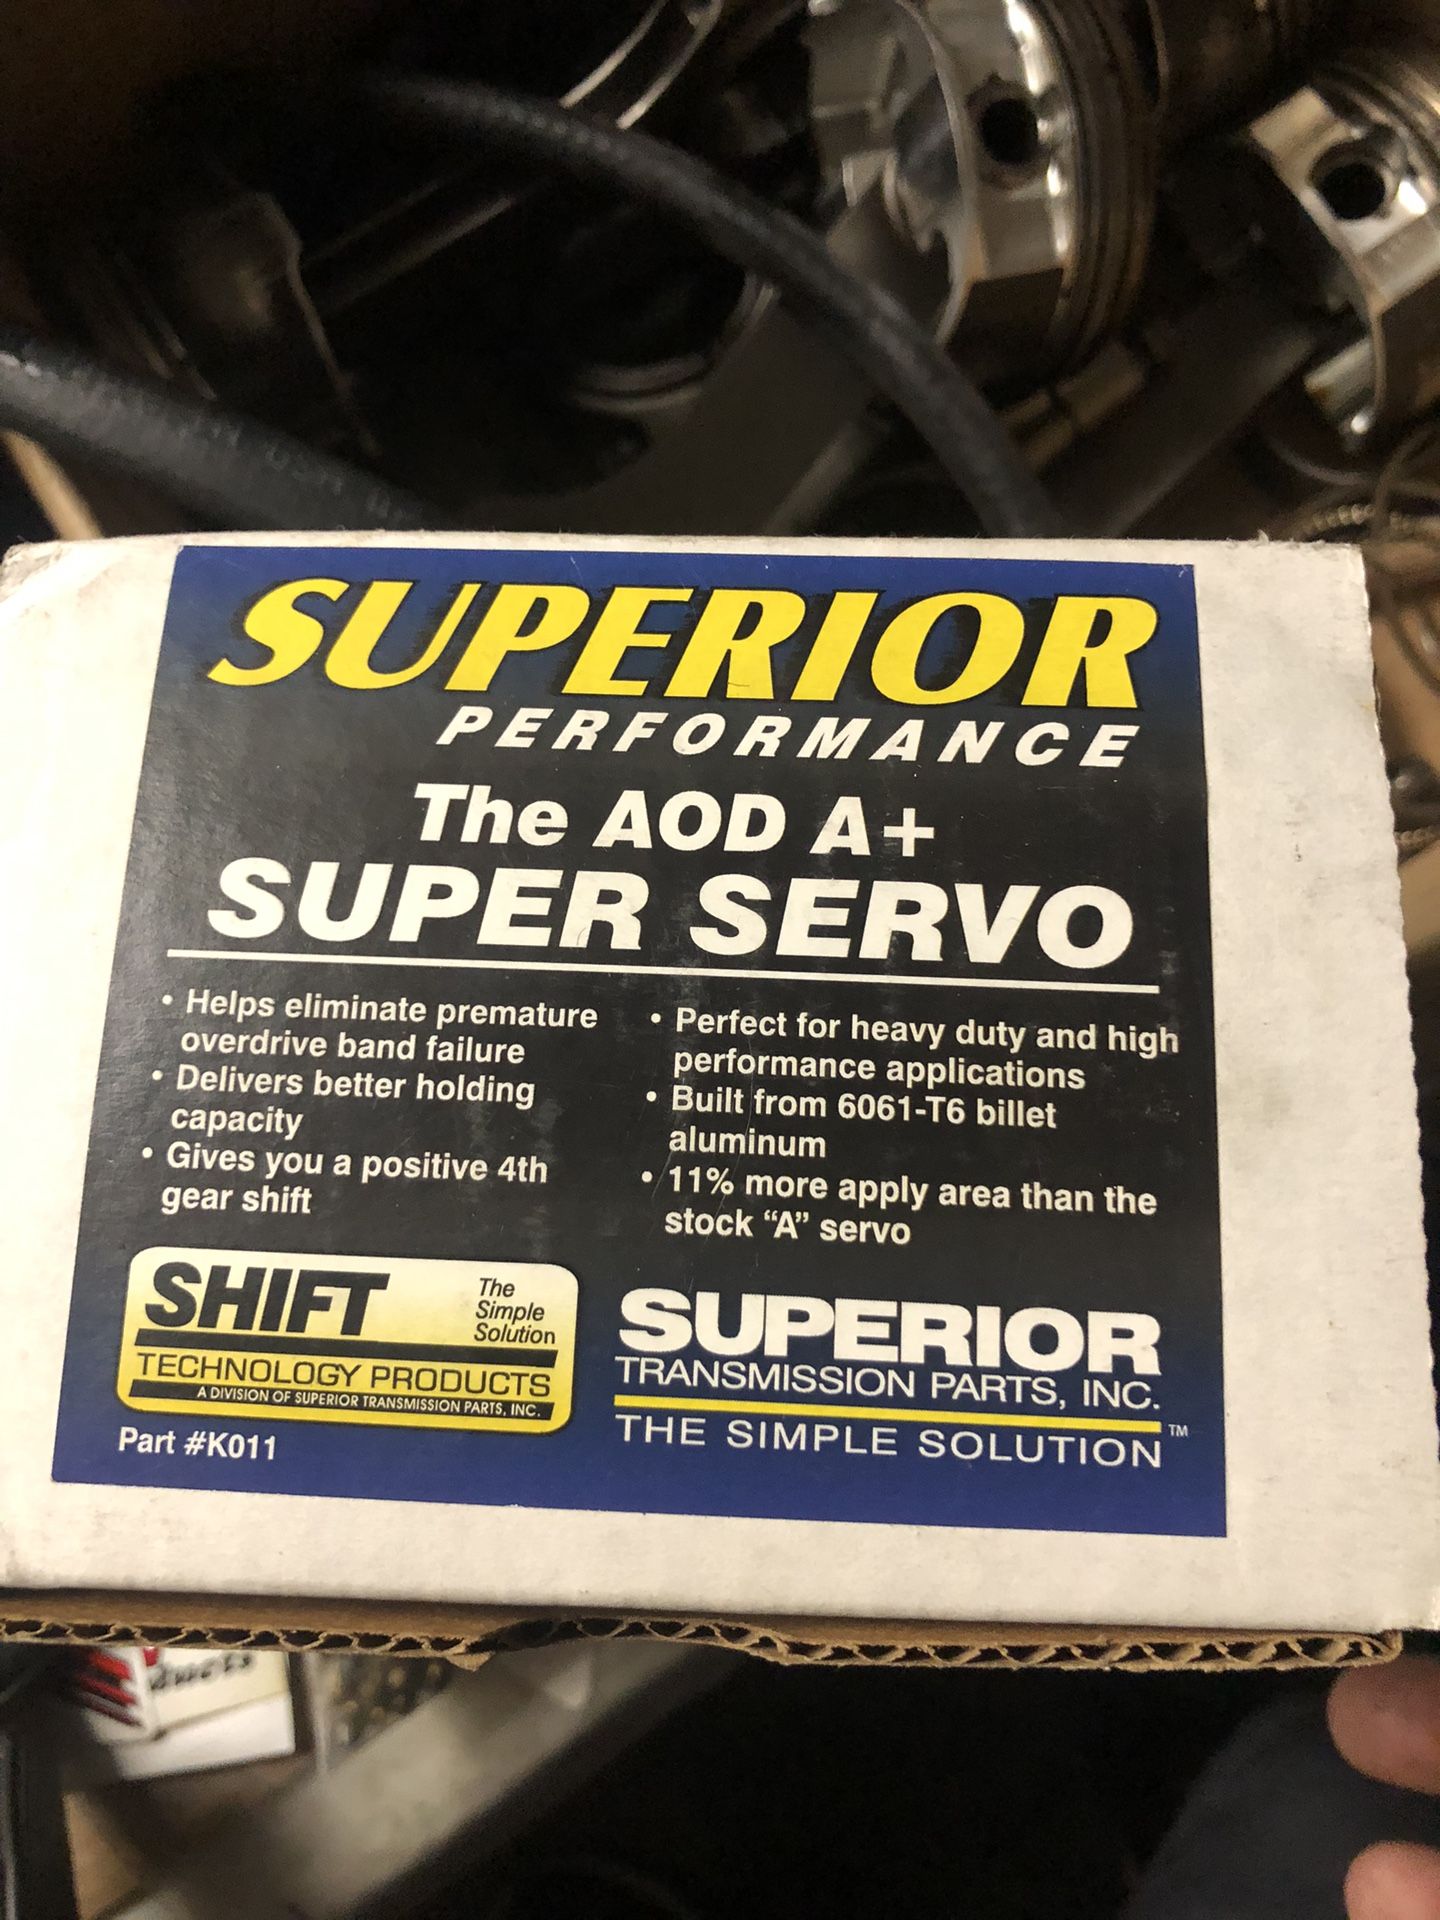 SUPERIOR
PERFORMANCE
The AOD A+
SUPER SERVO
• Helps eliminate premature
overdrive band failure
• Delivers better holding
capacity
• Gives you a positive 4th
gear shift
• Perfect for heavy duty and high
performance applications
• Built from 6061-T6 billet
aluminum
• 11% more apply area than the
stock “A” servo
SHIFT
The
Simple
Solution
TECHNOLOGY PRODUCTS
A DIVISION OF SUPERIOR TRANSMISSION PARTS, INC.
Part #K011
SUPERIOR
TRANSMISSION PARTS, INC.
THE SIMPLE SOLUTION™